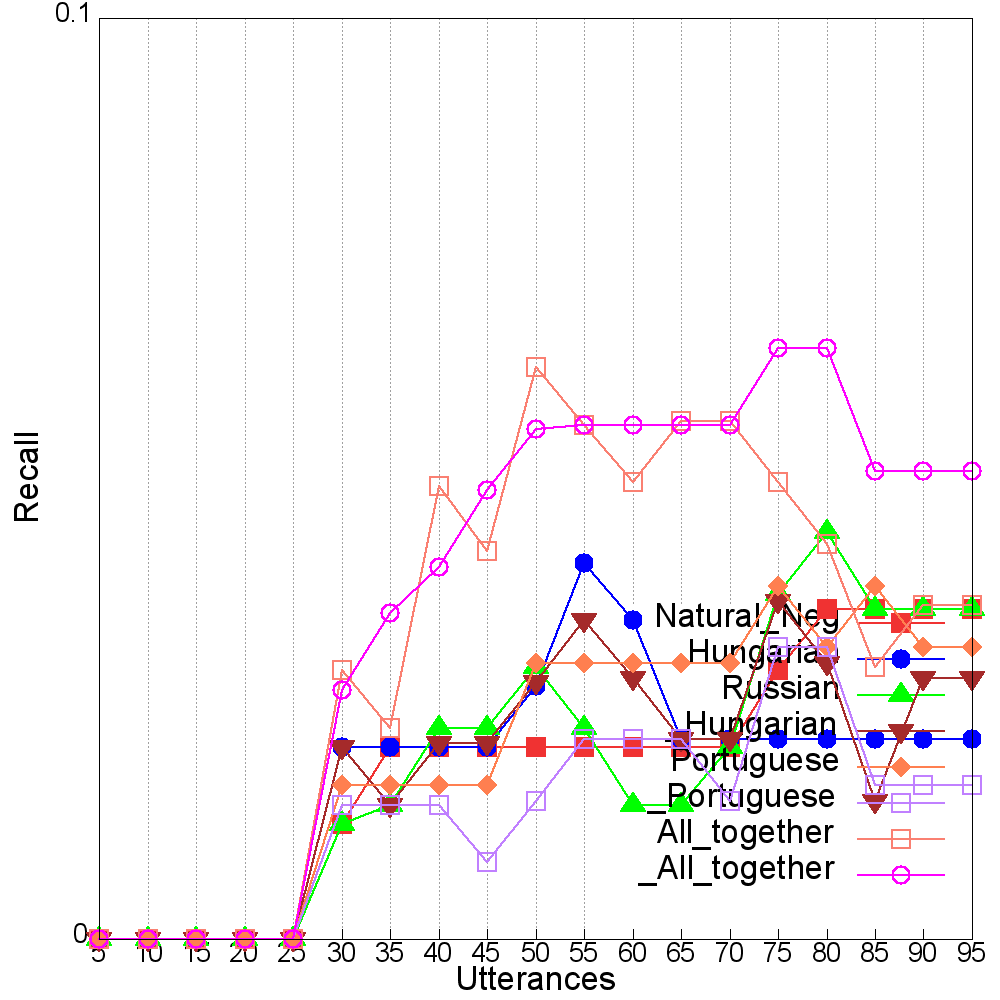 0.1
Recall
Natural_Neg
Hungarian
Russian
_Hungarian
Portuguese
_Portuguese
All_together
_All_together
0
5 10 15 20 25 30 35 40 45 50 55 60 65 70 75 80 85 90 95
Utterances